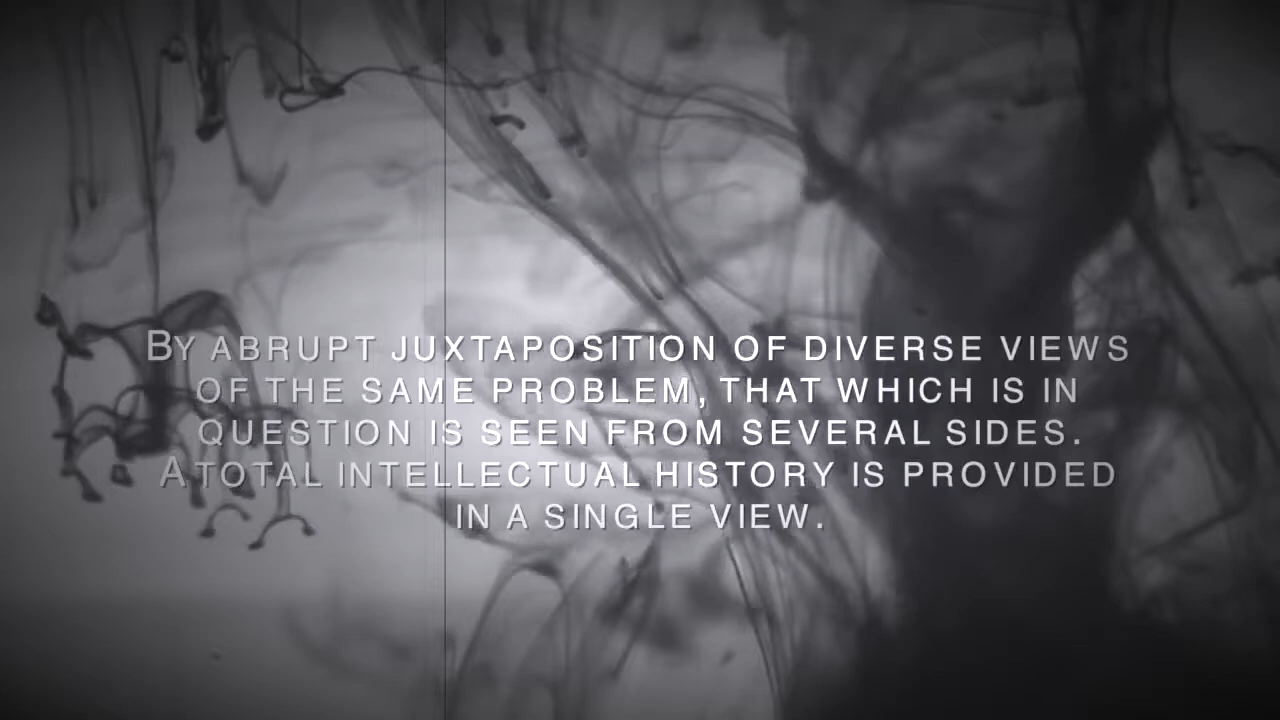 By abrupt juxtaposition of diverse views
of the same problem, that which is in
question is seen from several sides.
A total intellectual history is provided
in a single view.